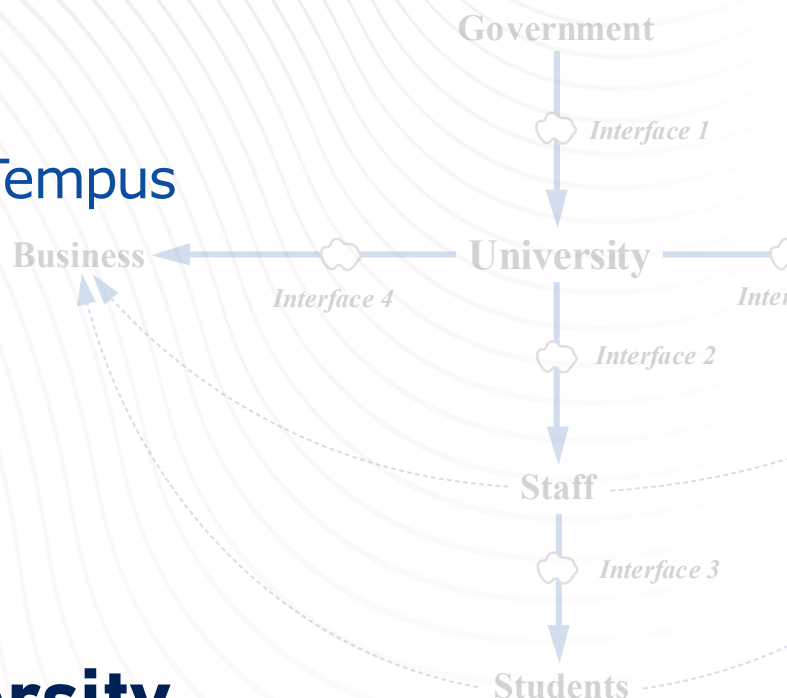 Government
Interface 1
Tempus
Business
University
Interface 4
Interface 2
Staff
Interface 3
Students